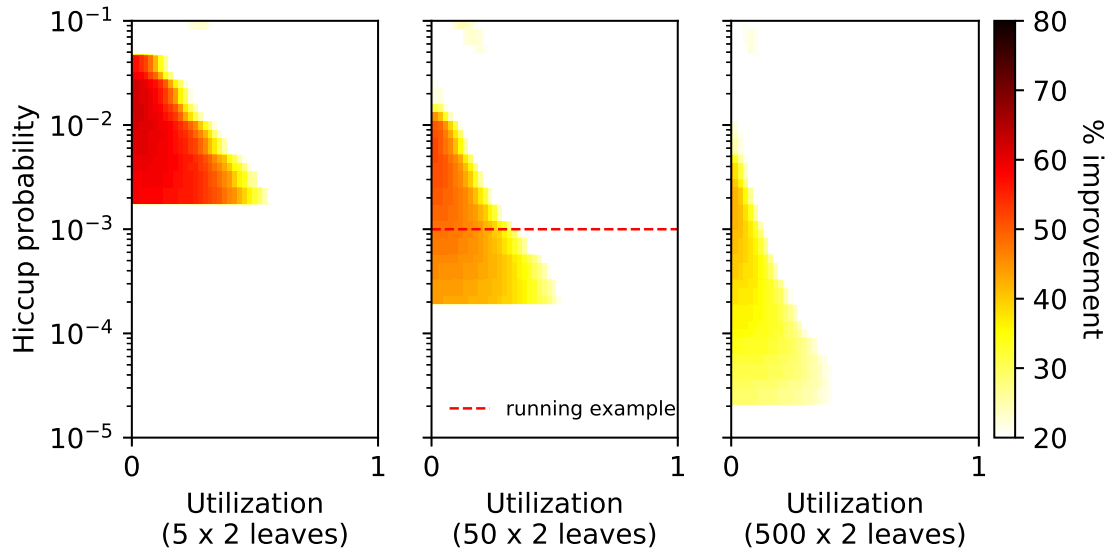 Hiccup probability
10⁻¹
10⁻²
10⁻³
10⁻⁴
10⁻⁵
0 1
Utilization
(5 x 2 leaves)
running example
0 1
Utilization
(50 x 2 leaves)
0 1
Utilization
(500 x 2 leaves)
80
70
60
50
40
30
20
% improvement